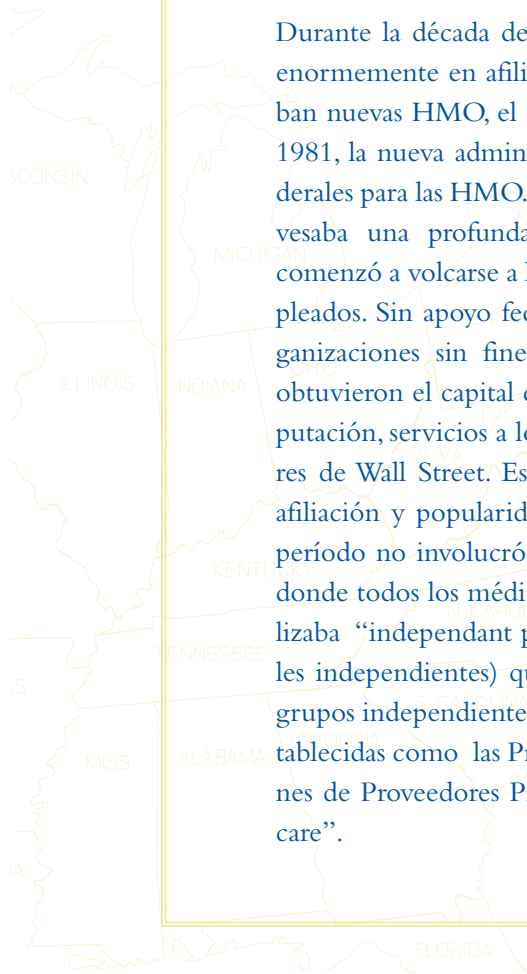 Durante la década de
enormemente en afili
ban nuevas HMO, el
1981, la nueva admin
derales para las HMO.
vesaba una profunda
comenzó a volcarse a l
pleados. Sin apoyo fed
ganizaciones sin fine
obtuvieron el capital
putación, servicios a lo
res de Wall Street. Es
afiliación y popularid
período no involucró
donde todos los médi
lizaba “independant p
les independientes) qu
grupos independiente
tablecidas como las Pr
nes de Proveedores P
care”.
SCONSIN
MICHIGAN
ILLINOIS
INDIANA
OHIO
W. VA
KENTUCKY
N. CAROL
TENNESSEE
S. CAROLINA
MISS.
ALABAMA
GEORGIA
FLORIDA